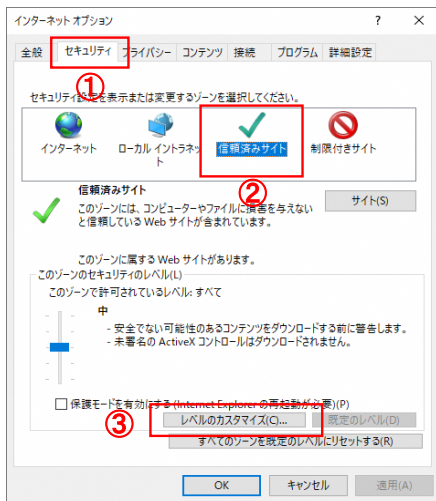 インターネット オプション
?
×
全般 セキュリティ プライバシー コンテンツ 接続 プログラム 詳細設定
①
セキュリティ設定を表示または変更するゾーンを選択してください。
インターネット ローカル イントラネット 信頼済みサイト 制限付きサイト
②
信頼済みサイト
このゾーンには、コンピューターやファイルに損害を与えない
と信頼している Web サイトが含まれています。
サイト(S)
このゾーンに属する Web サイトがあります。
このゾーンのセキュリティのレベル(L)
このゾーンで許可されているレベル: すべて
中
- 安全でない可能性のあるコンテンツをダウンロードする前に警告します。
- 未署名の ActiveX コントロールはダウンロードされません。
保護モードを有効にする (Internet Explorer の再起動が必要)(P)
③
レベルのカスタマイズ(C)...
既定のレベル(D)
すべてのゾーンを既定のレベルにリセットする(R)
OK キャンセル 適用(A)